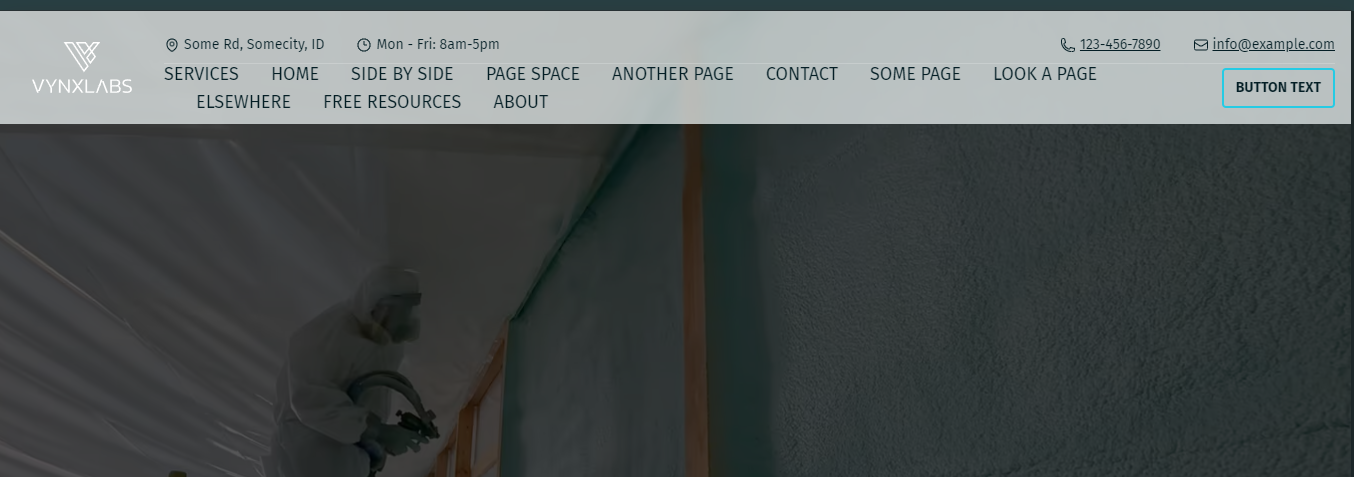 VYNXLABS
Some Rd, Somecity, ID Mon - Fri: 8am-5pm 123-456-7890 info@example.com
SERVICES HOME SIDE BY SIDE PAGE SPACE ANOTHER PAGE CONTACT SOME PAGE LOOK A PAGE
ELSEWHERE FREE RESOURCES ABOUT
BUTTON TEXT